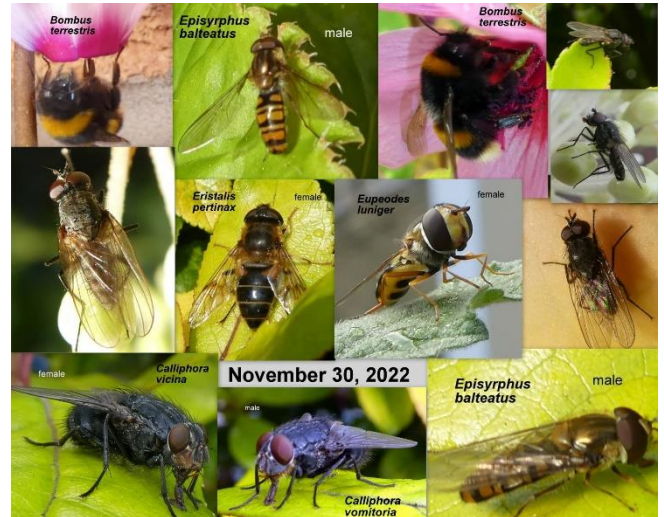 Bombus
terrestris
Episyrphus
balteatus
male
Bombus
terrestris
Eristalis
pertinax
female
Eupeodes
luniger
female
female
Calliphora
vicina
November 30, 2022
male
Calliphora
vomitoria
Episyrphus
balteatus
male